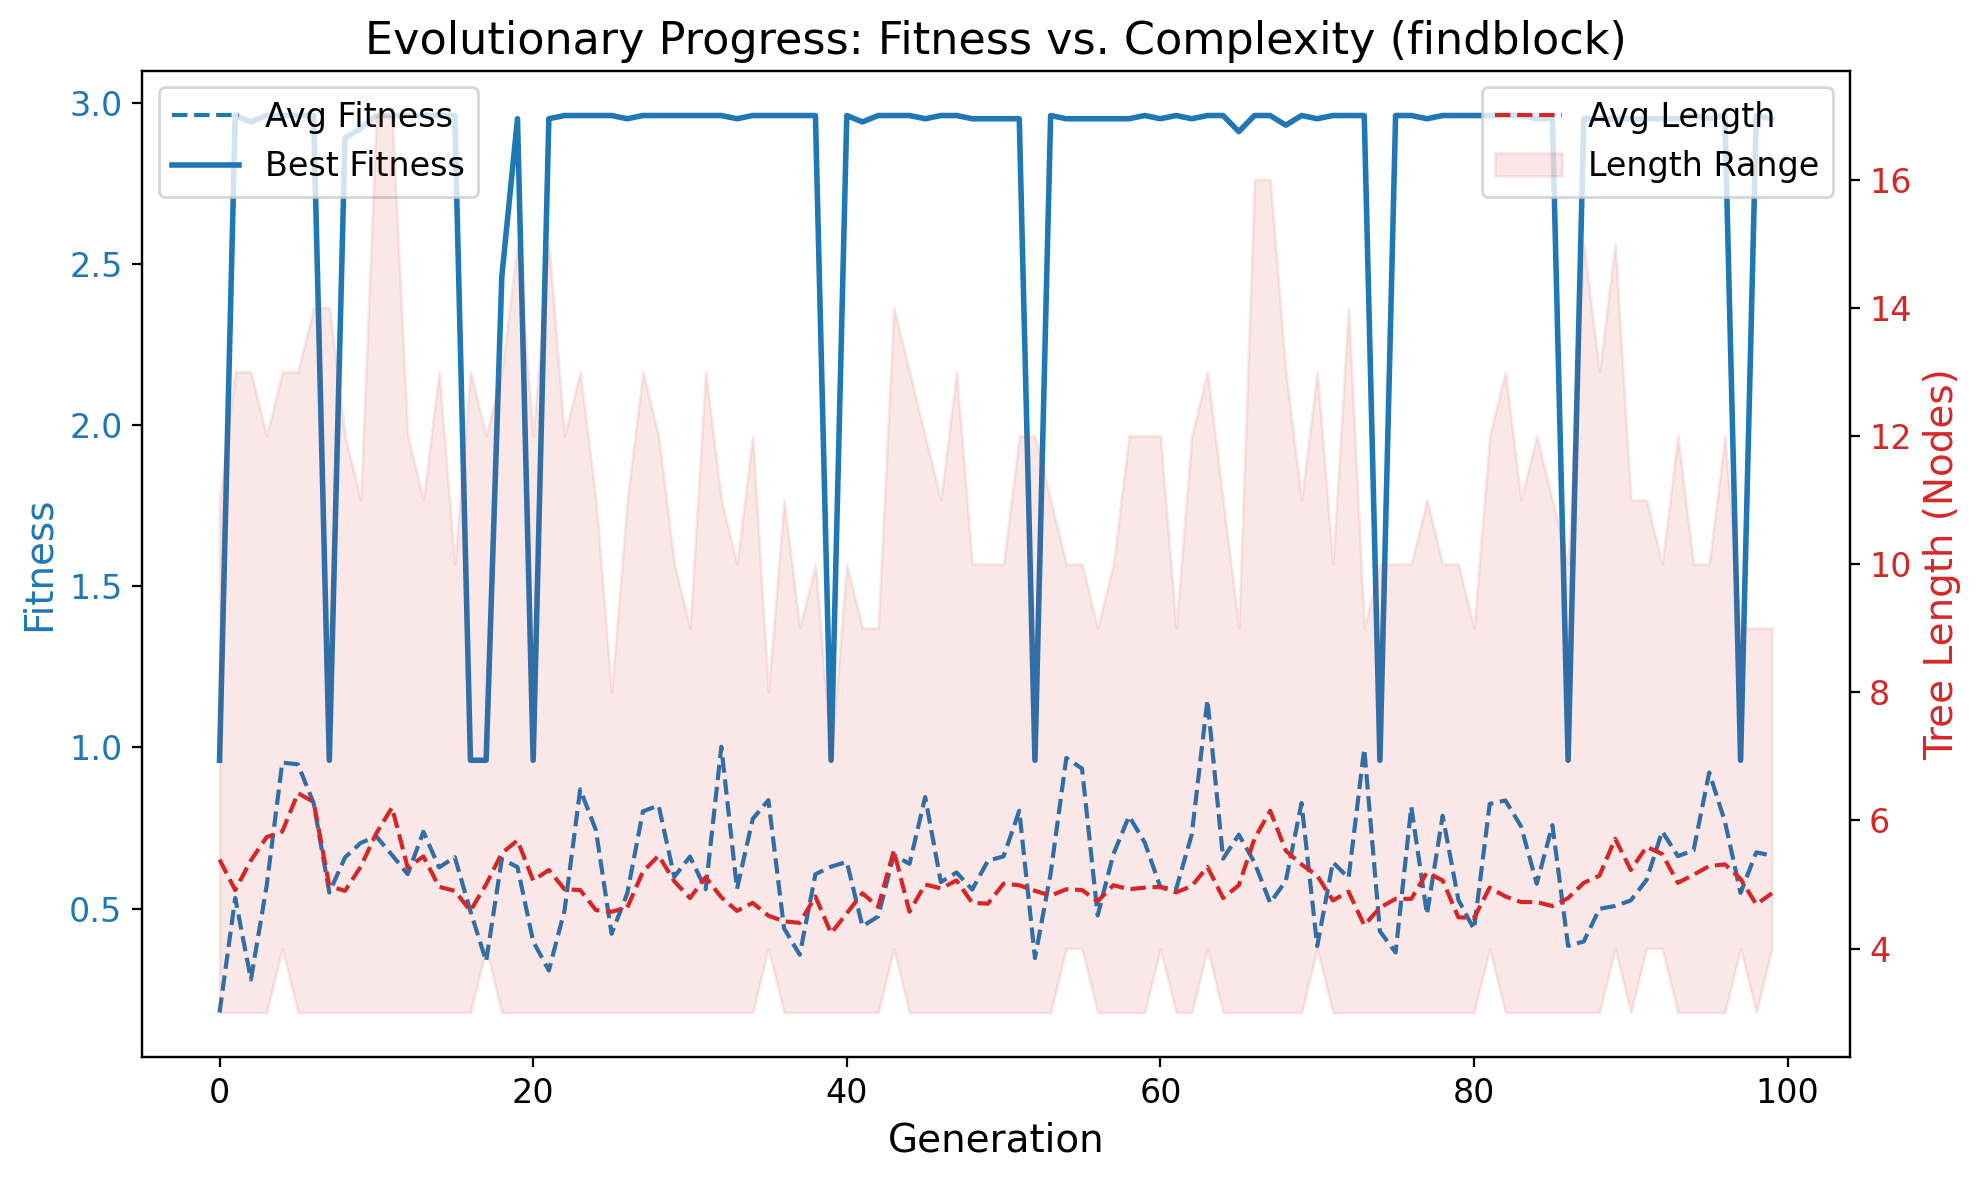 Evolutionary Progress: Fitness vs. Complexity (findblock)
Avg Fitness
Best Fitness
Avg Length
Length Range
Fitness
3.0
2.5
2.0
1.5
1.0
0.5
Tree Length (Nodes)
16
14
12
10
8
6
4
0 20 40 60 80 100
Generation